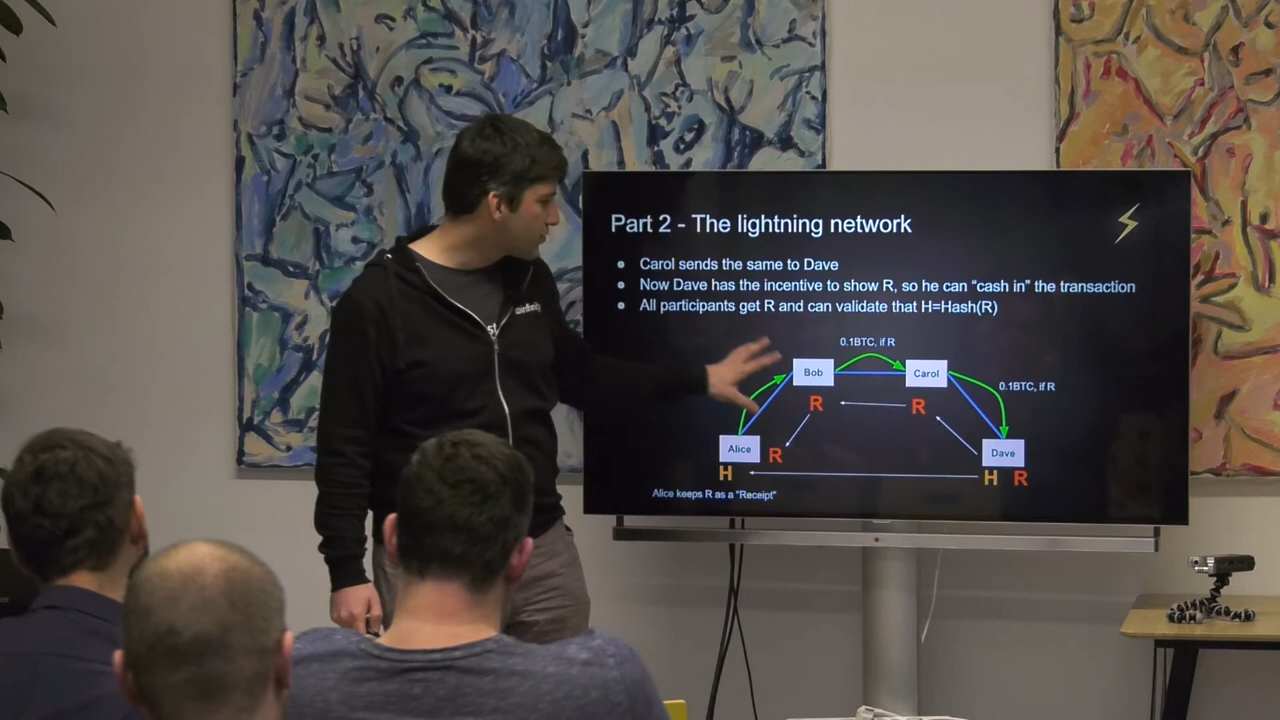 Part 2 - The lightning network
● Carol sends the same to Dave
● Now Dave has the incentive to show R, so he can “cash in” the transaction
● All participants get R and can validate that H=Hash(R)
0.1BTC, if R
Bob
Carol
0.1BTC, if R
R
R
Alice
R
Dave
H
H
R
Alice keeps R as a "Receipt"